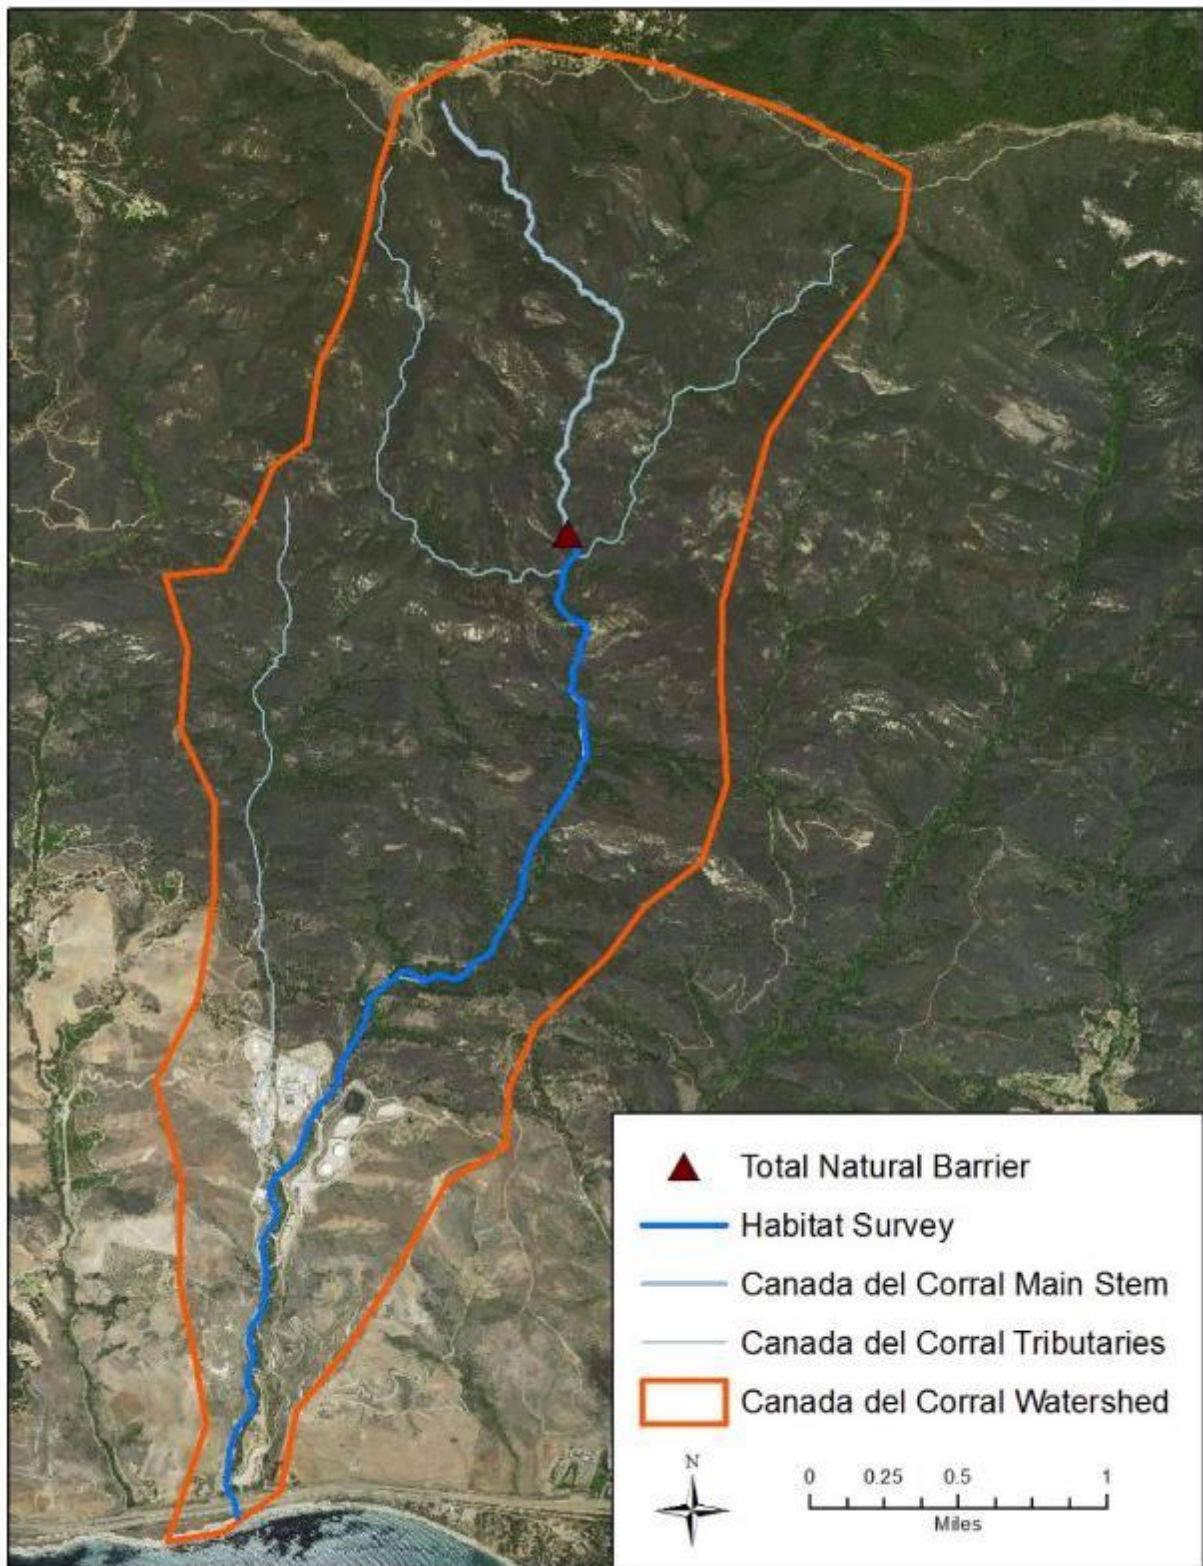 Total Natural Barrier
Habitat Survey
Canada del Corral Main Stem
Canada del Corral Tributaries
Canada del Corral Watershed
N
0 0.25 0.5 1
Miles